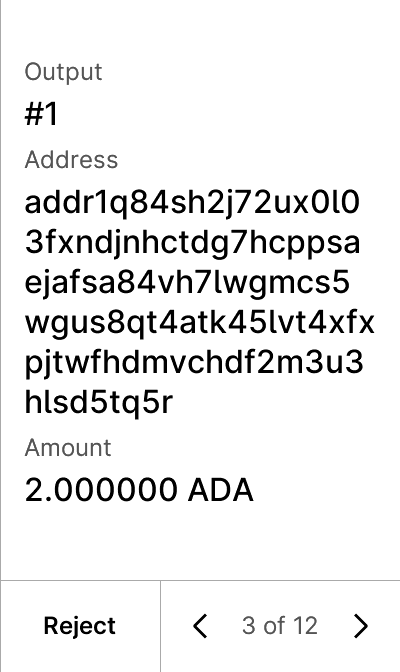 Output
#1
Address
addr1q84sh2j72ux0l0
3fxndjnhctdg7hcppsa
ejafsa84vh7lwgmcs5
wgus8qt4atk45lvt4xfx
pjtwfhdmvchdf2m3u3
hlsd5tq5r
Amount
2.000000 ADA
Reject
3 of 12